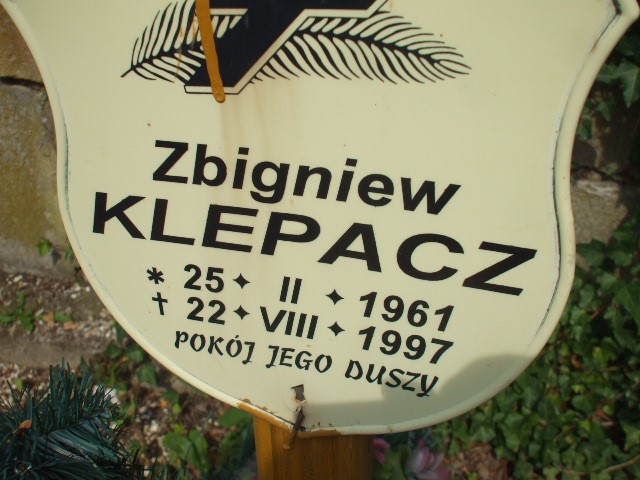 Zbigniew
KLEPACZ
* 25 ✦ II ✦ 1961
† 22 ✦ VIII ✦ 1997
POKÓJ JEGO DUSZY